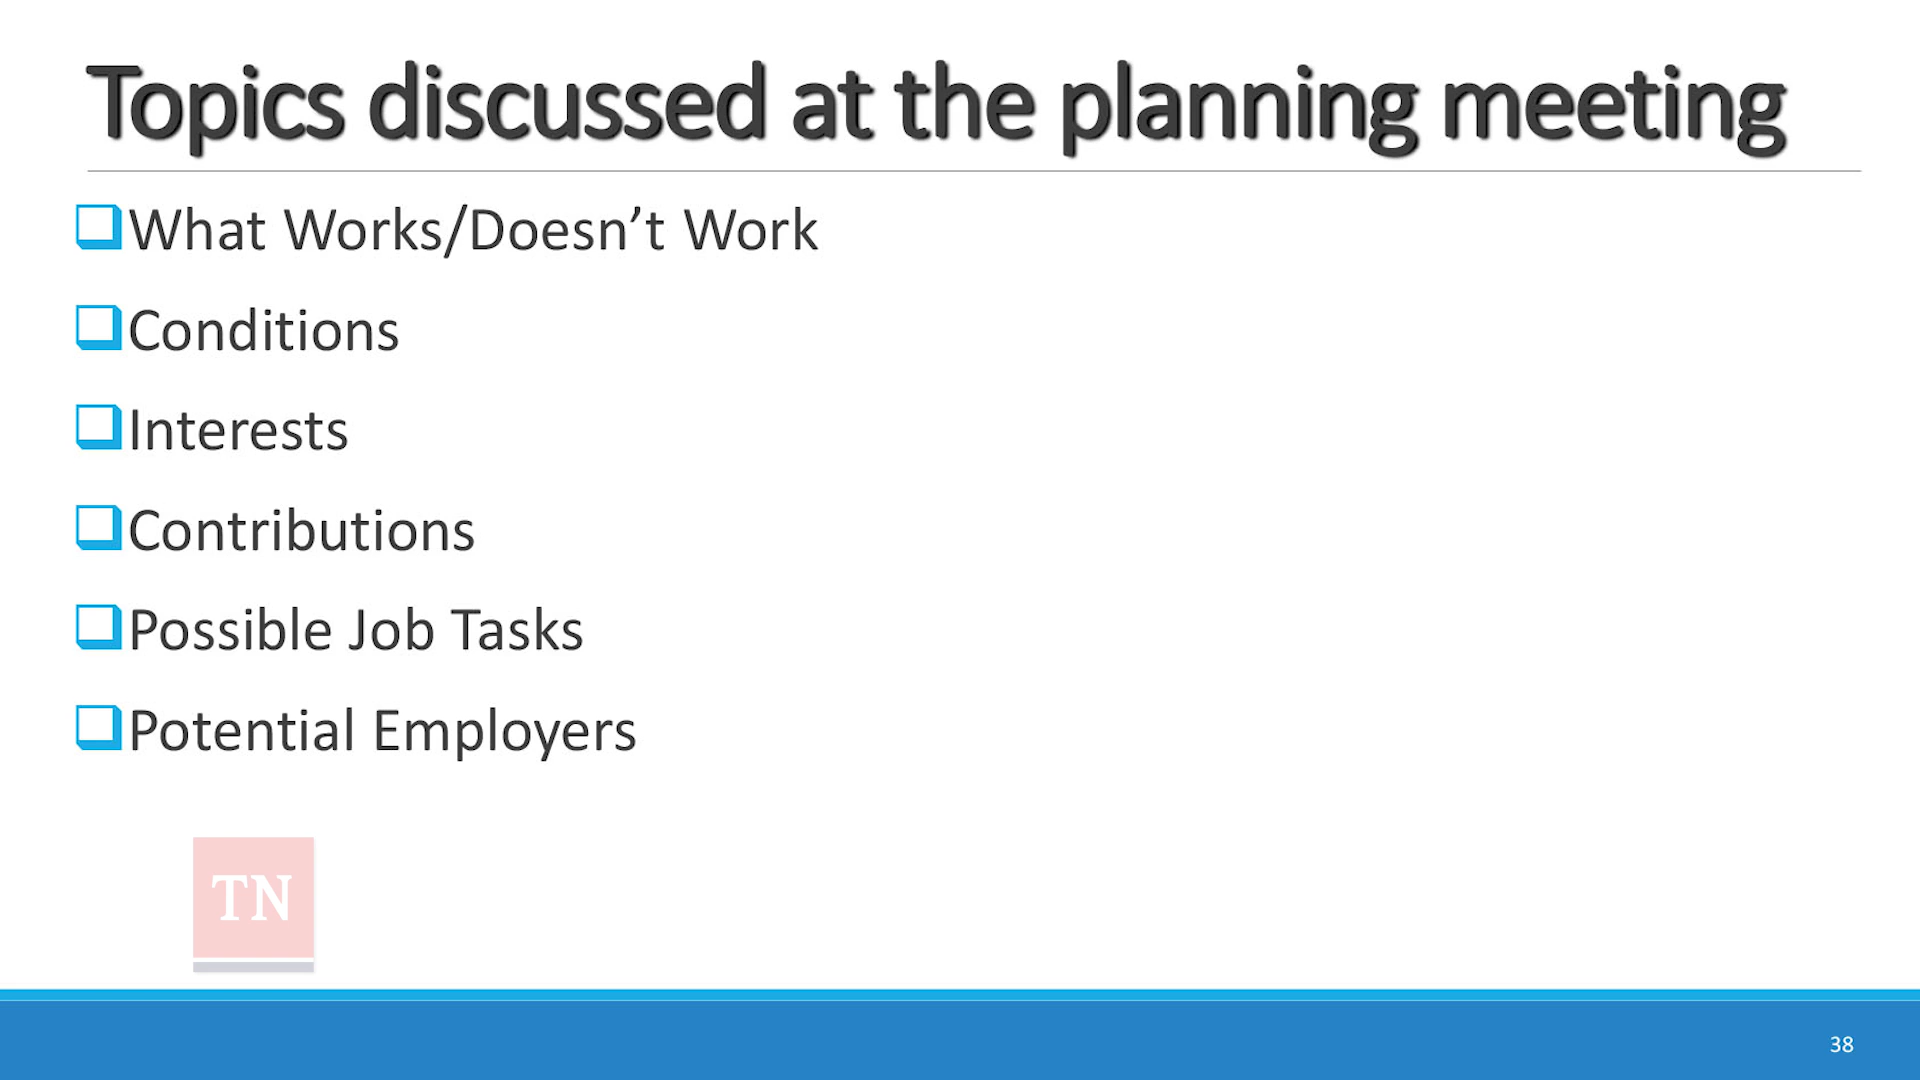 Topics discussed at the planning meeting
What Works/Doesn’t Work
Conditions
Interests
Contributions
Possible Job Tasks
Potential Employers
TN
38